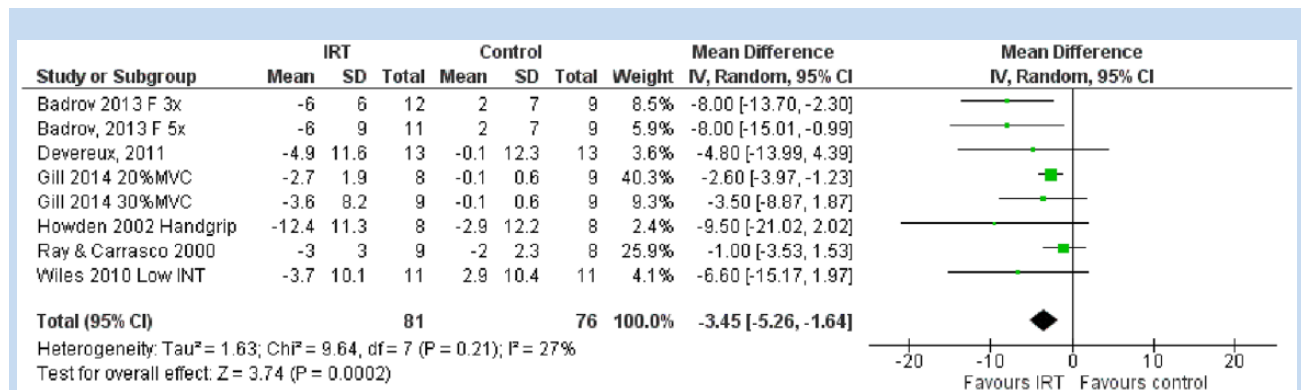 IRT Control Mean Difference Mean Difference
Study or Subgroup Mean SD Total Mean SD Total Weight IV, Random, 95% CI IV, Random, 95% CI
Badrov 2013 F 3x -6 6 12 2 7 9 8.5% -8.00 [-13.70, -2.30]
Badrov, 2013 F 5x -6 9 11 2 7 9 5.9% -8.00 [-15.01, -0.99]
Devereux, 2011 -4.9 11.6 13 -0.1 12.3 13 3.6% -4.80 [-13.99, 4.39]
Gill 2014 20%MVC -2.7 1.9 8 -0.1 0.6 9 40.3% -2.60 [-3.97, -1.23]
Gill 2014 30%MVC -3.6 8.2 9 -0.1 0.6 9 9.3% -3.50 [-8.87, 1.87]
Howden 2002 Handgrip -12.4 11.3 8 -2.9 12.2 8 2.4% -9.50 [-21.02, 2.02]
Ray & Carrasco 2000 -3 3 9 -2 2.3 8 25.9% -1.00 [-3.53, 1.53]
Wiles 2010 Low INT -3.7 10.1 11 2.9 10.4 11 4.1% -6.60 [-15.17, 1.97]
Total (95% CI) 81 76 100.0% -3.45 [-5.26, -1.64]
Heterogeneity: Tau² = 1.63; Chi² = 9.64, df = 7 (P = 0.21); I² = 27%
Test for overall effect: Z = 3.74 (P = 0.0002)
-20 -10 0 10 20
Favours IRT Favours control